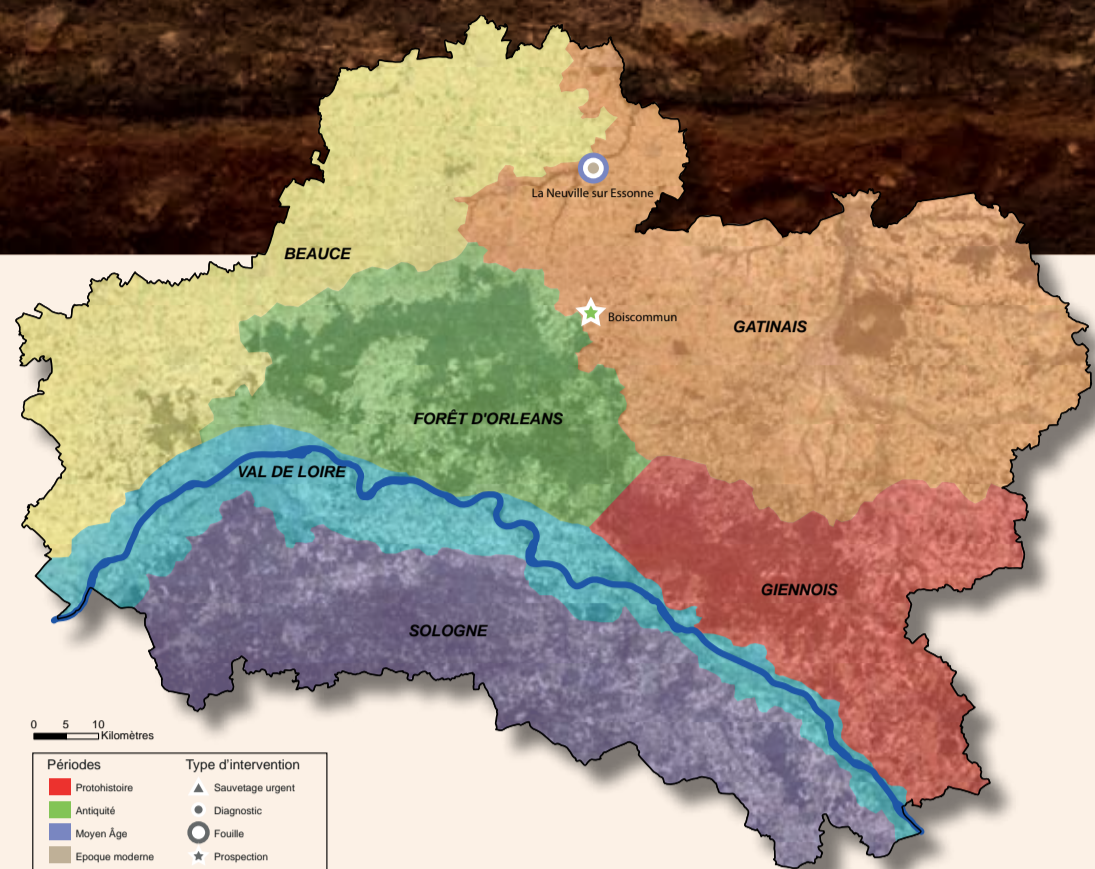 La Neuville sur Essonne
BEAUCE
Boiscommun
GATINAIS
FORÊT D'ORLEANS
VAL DE LOIRE
GIENNOIS
SOLOGNE
0 5 10
Kilomètres
Périodes
Protohistoire
Antiquité
Moyen Âge
Epoque moderne
Type d'intervention
Sauvetage urgent
Diagnostic
Fouille
Prospection